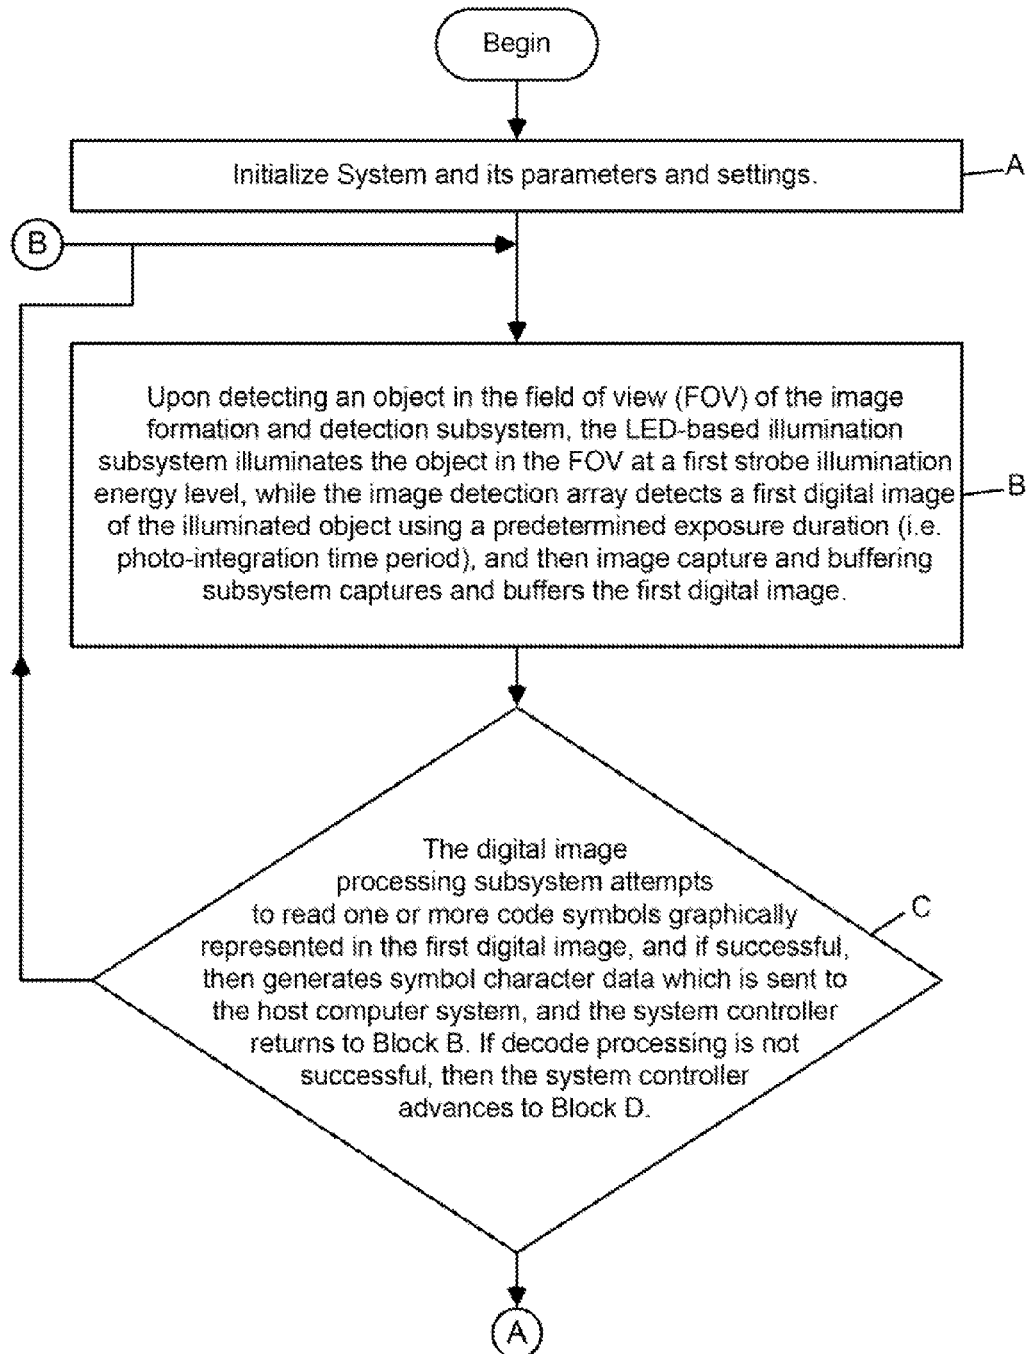 Begin
Initialize System and its parameters and settings.
A
B
Upon detecting an object in the field of view (FOV) of the image
formation and detection subsystem, the LED-based illumination
subsystem illuminates the object in the FOV at a first strobe illumination
energy level, while the image detection array detects a first digital image
of the illuminated object using a predetermined exposure duration (i.e.
photo-integration time period), and then image capture and buffering
subsystem captures and buffers the first digital image.
B
The digital image
processing subsystem attempts
to read one or more code symbols graphically
represented in the first digital image, and if successful,
then generates symbol character data which is sent to
the host computer system, and the system controller
returns to Block B. If decode processing is not
successful, then the system controller
advances to Block D.
C
A